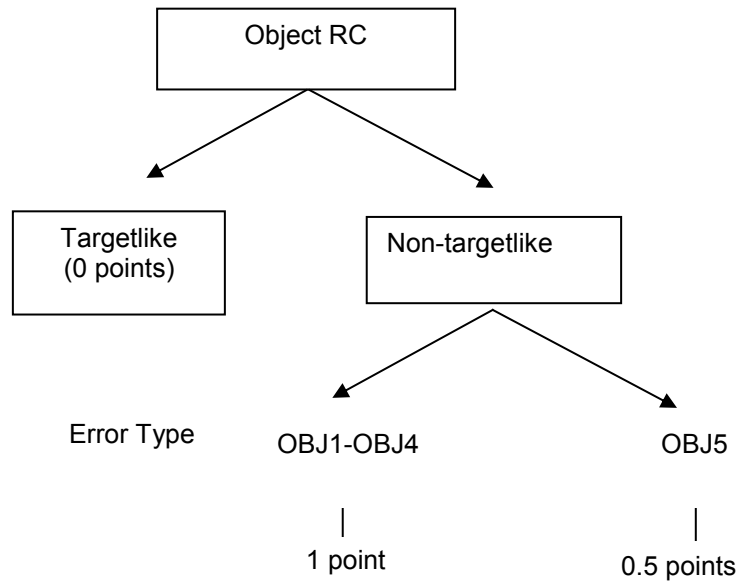 Object RC
Targetlike
(0 points)
Non-targetlike
Error Type
OBJ1-OBJ4
OBJ5
|
|
1 point
0.5 points